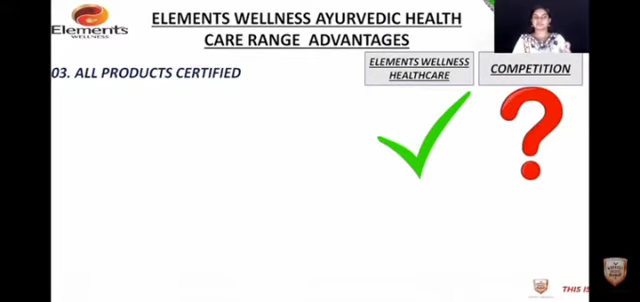 Elements
WELLNESS
ELEMENTS WELLNESS AYURVEDIC HEALTH
CARE RANGE ADVANTAGES
03. ALL PRODUCTS CERTIFIED
ELEMENTS WELLNESS
HEALTHCARE
COMPETITION
THIS IS